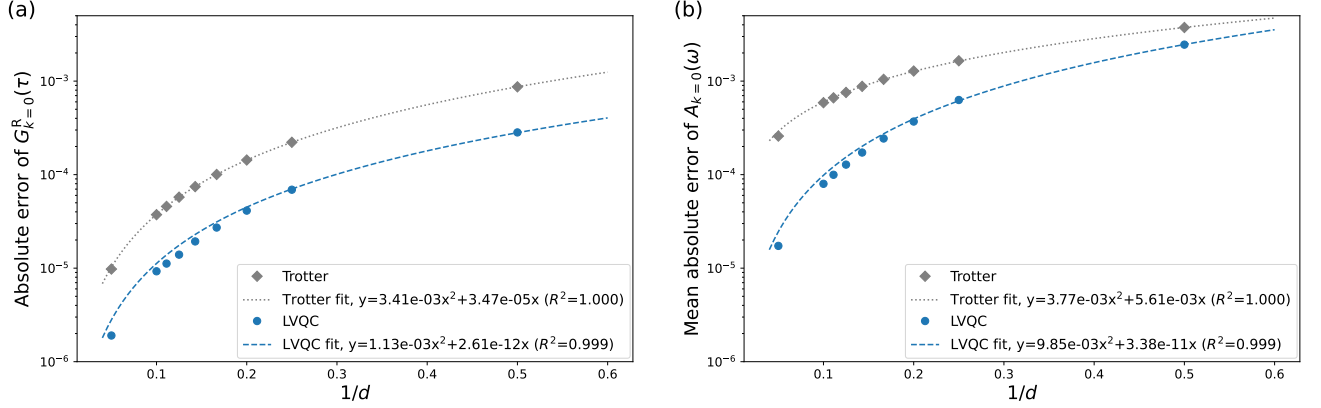 (a)
Absolute error of G^R_{k=0}(τ)
10^{-3}
10^{-4}
10^{-5}
10^{-6}
Trotter
Trotter fit, y=3.41e-03x^2+3.47e-05x (R^2=1.000)
LVQC
LVQC fit, y=1.13e-03x^2+2.61e-12x (R^2=0.999)
0.1 0.2 0.3 0.4 0.5 0.6
1/d
(b)
Mean absolute error of A_{k=0}(ω)
10^{-3}
10^{-4}
10^{-5}
10^{-6}
Trotter
Trotter fit, y=3.77e-03x^2+5.61e-03x (R^2=1.000)
LVQC
LVQC fit, y=9.85e-03x^2+3.38e-11x (R^2=0.999)
0.1 0.2 0.3 0.4 0.5 0.6
1/d